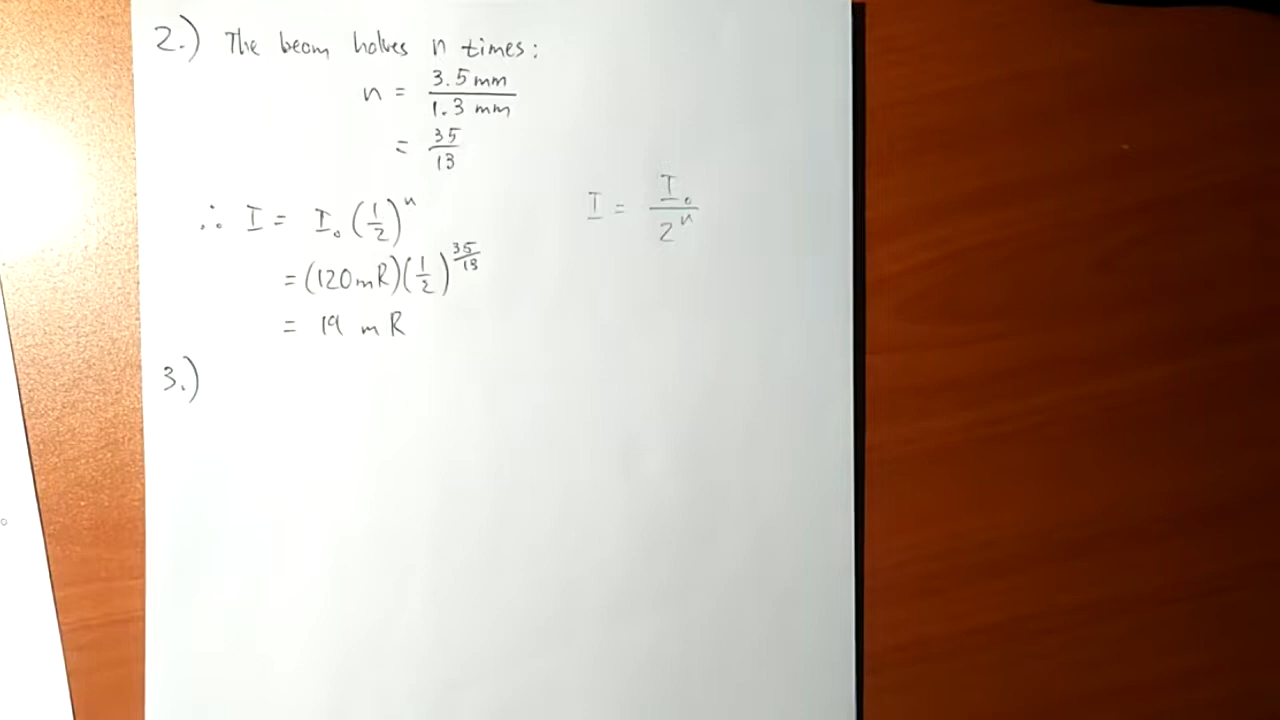 2.) The beam halves n times:
n = 3.5 mm / 1.3 mm
= 35/13
∴ I = I₀ (1/2)ⁿ
I = I₀ / 2ⁿ
= (120 mR)(1/2)^(35/13)
= 19 mR
3.)